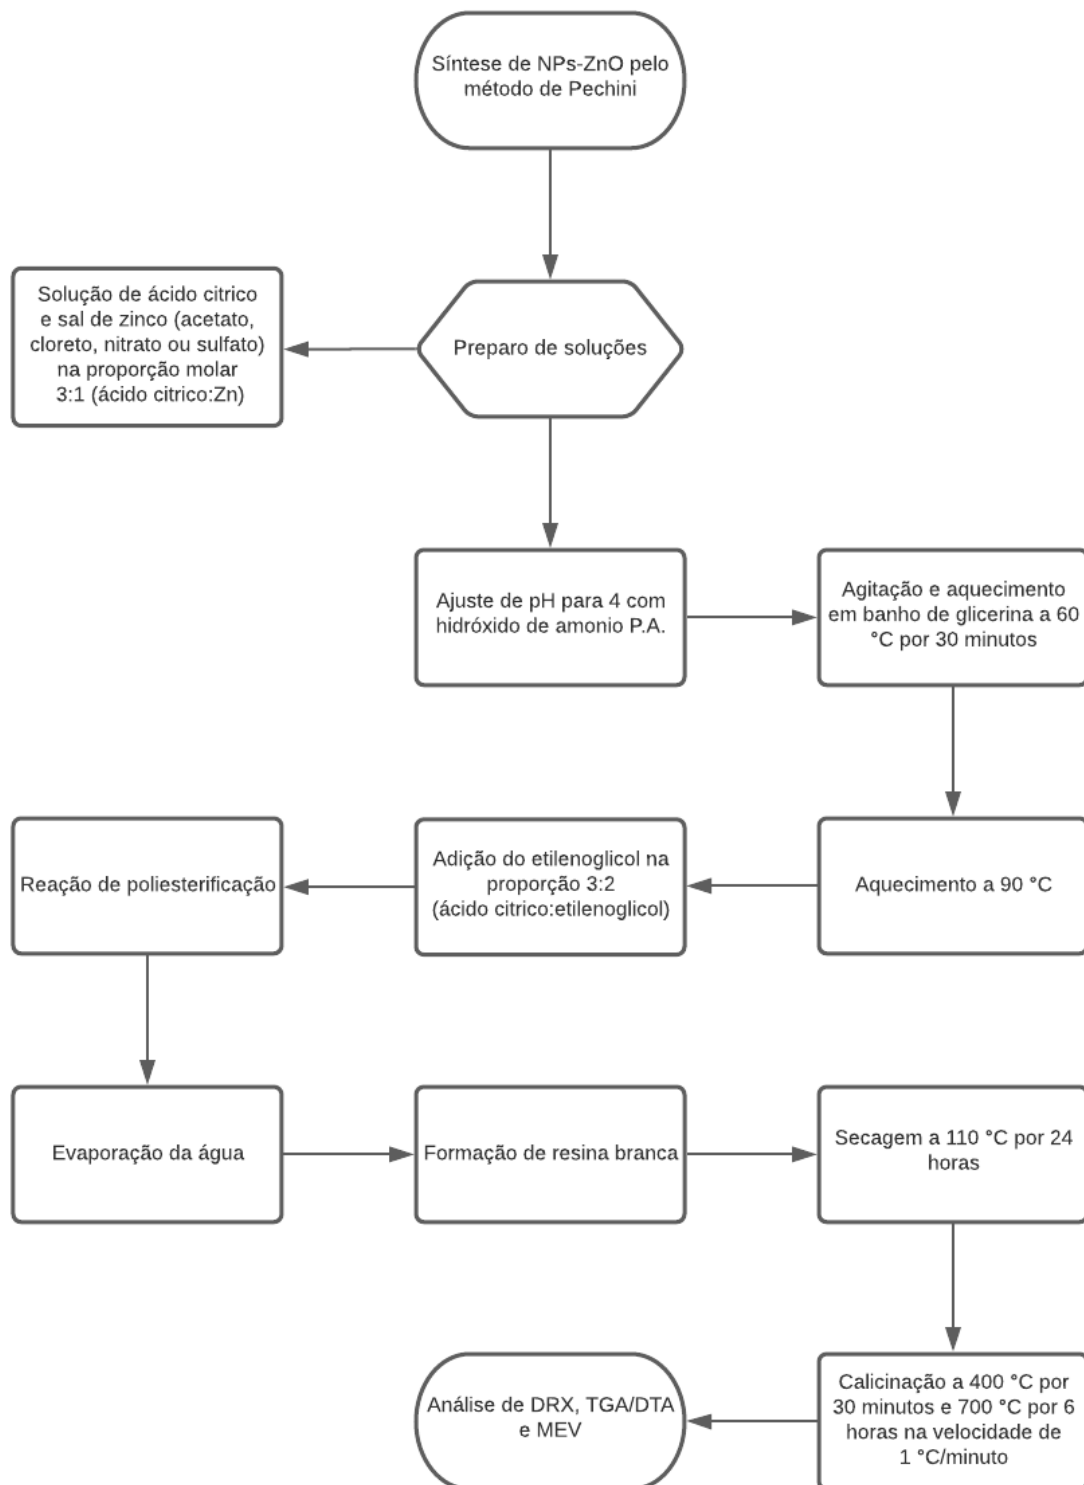 Síntese de NPs-ZnO pelo
método de Pechini
Solução de ácido citrico
e sal de zinco (acetato,
cloreto, nitrato ou sulfato)
na proporção molar
3:1 (ácido citrico:Zn)
Preparo de soluções
Ajuste de pH para 4 com
hidróxido de amonio P.A.
Agitação e aquecimento
em banho de glicerina a 60
°C por 30 minutos
Aquecimento a 90 °C
Adição do etilenoglicol na
proporção 3:2
(ácido citrico:etilenoglicol)
Reação de poliesterificação
Evaporação da água
Formação de resina branca
Secagem a 110 °C por 24
horas
Calicinação a 400 °C por
30 minutos e 700 °C por 6
horas na velocidade de
1 °C/minuto
Análise de DRX, TGA/DTA
e MEV